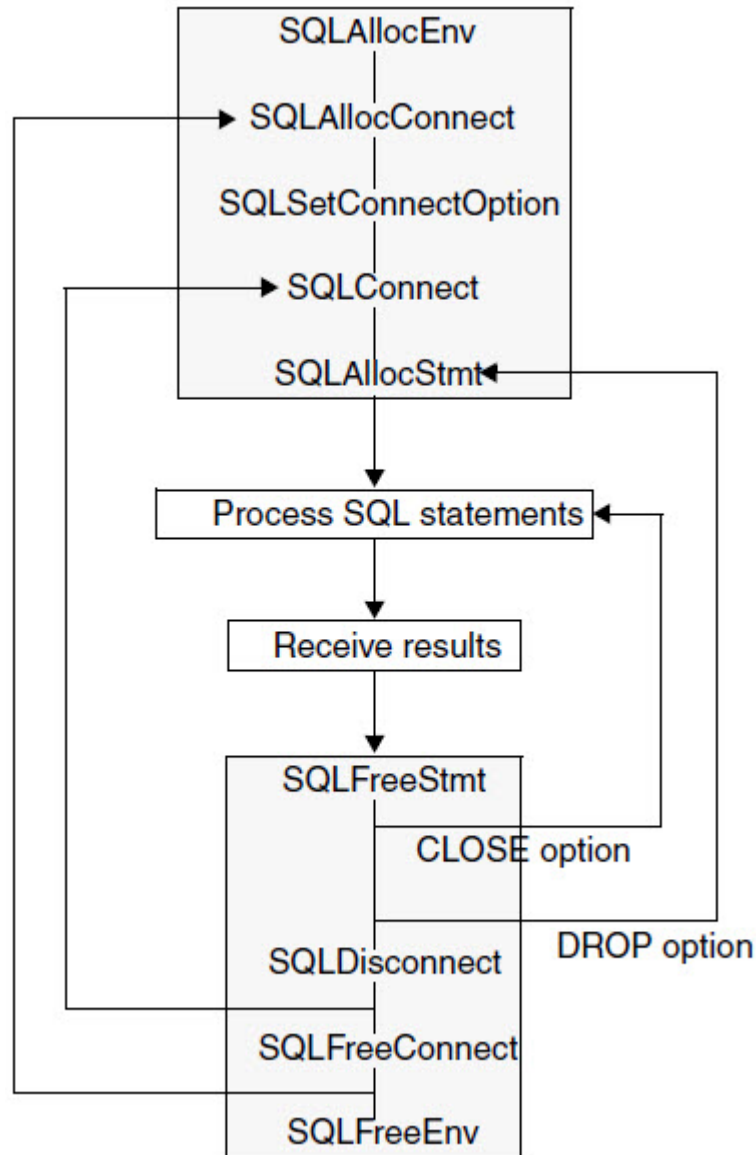 SQLAllocEnv
SQLAllocConnect
SQLSetConnectOption
SQLConnect
SQLAllocStmt
Process SQL statements
Receive results
SQLFreeStmt
CLOSE option
DROP option
SQLDisconnect
SQLFreeConnect
SQLFreeEnv